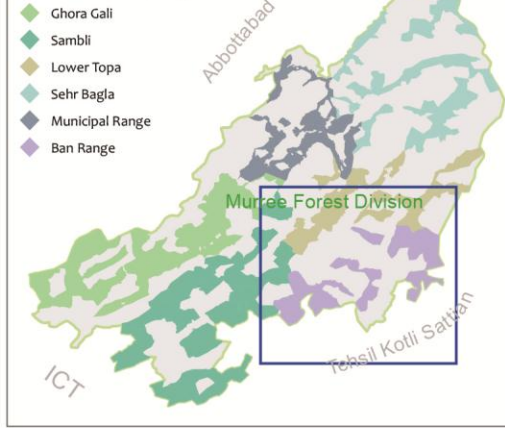 Ghora Gali
Sambli
Lower Topa
Sehr Bagla
Municipal Range
Ban Range
Abbottabad
Murree Forest Division
Tehsil Kotli Sattian
ICT